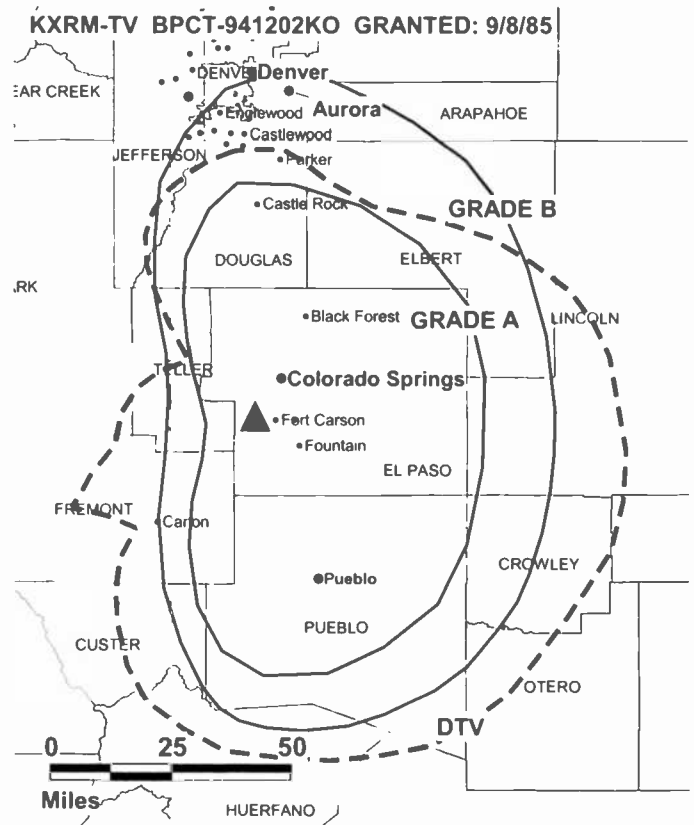 KXRM-TV BPCT-941202KO GRANTED: 9/8/85
DENVE
Denver
EAR CREEK
Aurora
Englewood
ARAPAHOE
Castlewood
JEFFERSON
Parker
Castle Rock
GRADE B
DOUGLAS
ELBERT
ARK
Black Forest
GRADE A
LINCOLN
TELLER
Colorado Springs
Fort Carson
Fountain
EL PASO
FREMONT
Canon
CROWLEY
Pueblo
PUEBLO
CUSTER
OTERO
DTV
0 25 50
Miles
HUERFANO